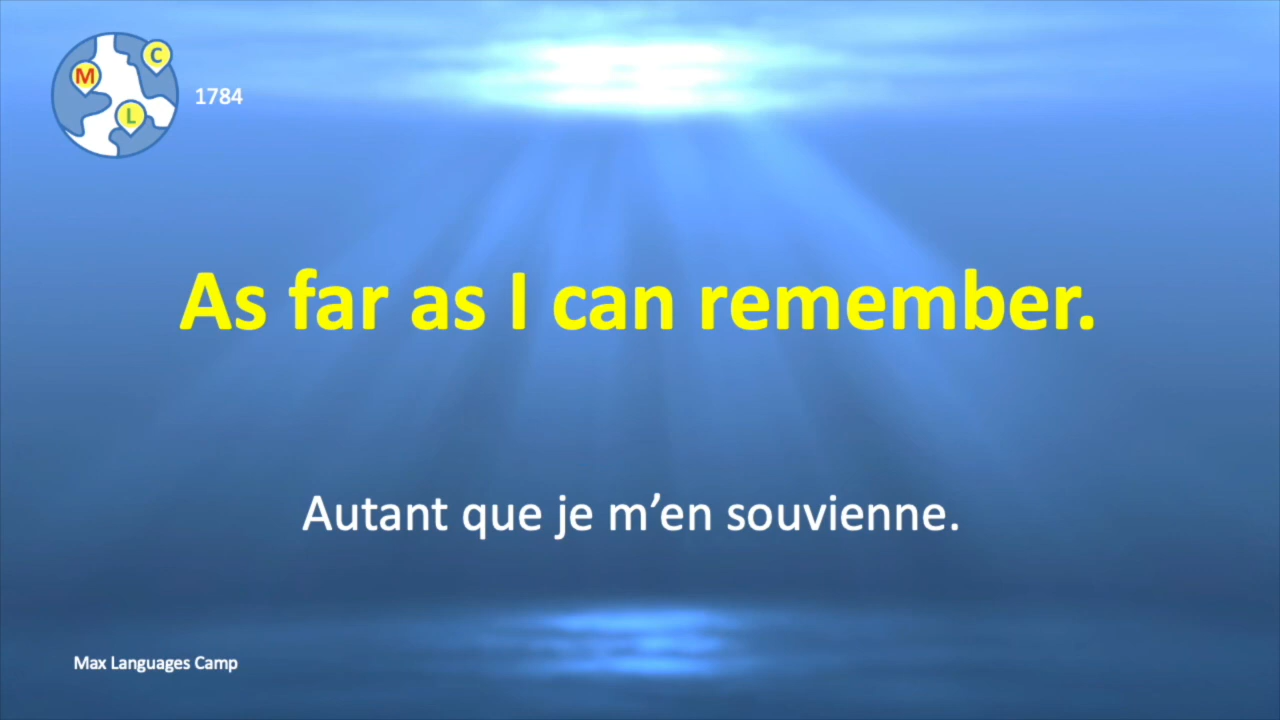 C
M
L
1784
As far as I can remember.
Autant que je m’en souvienne.
Max Languages Camp